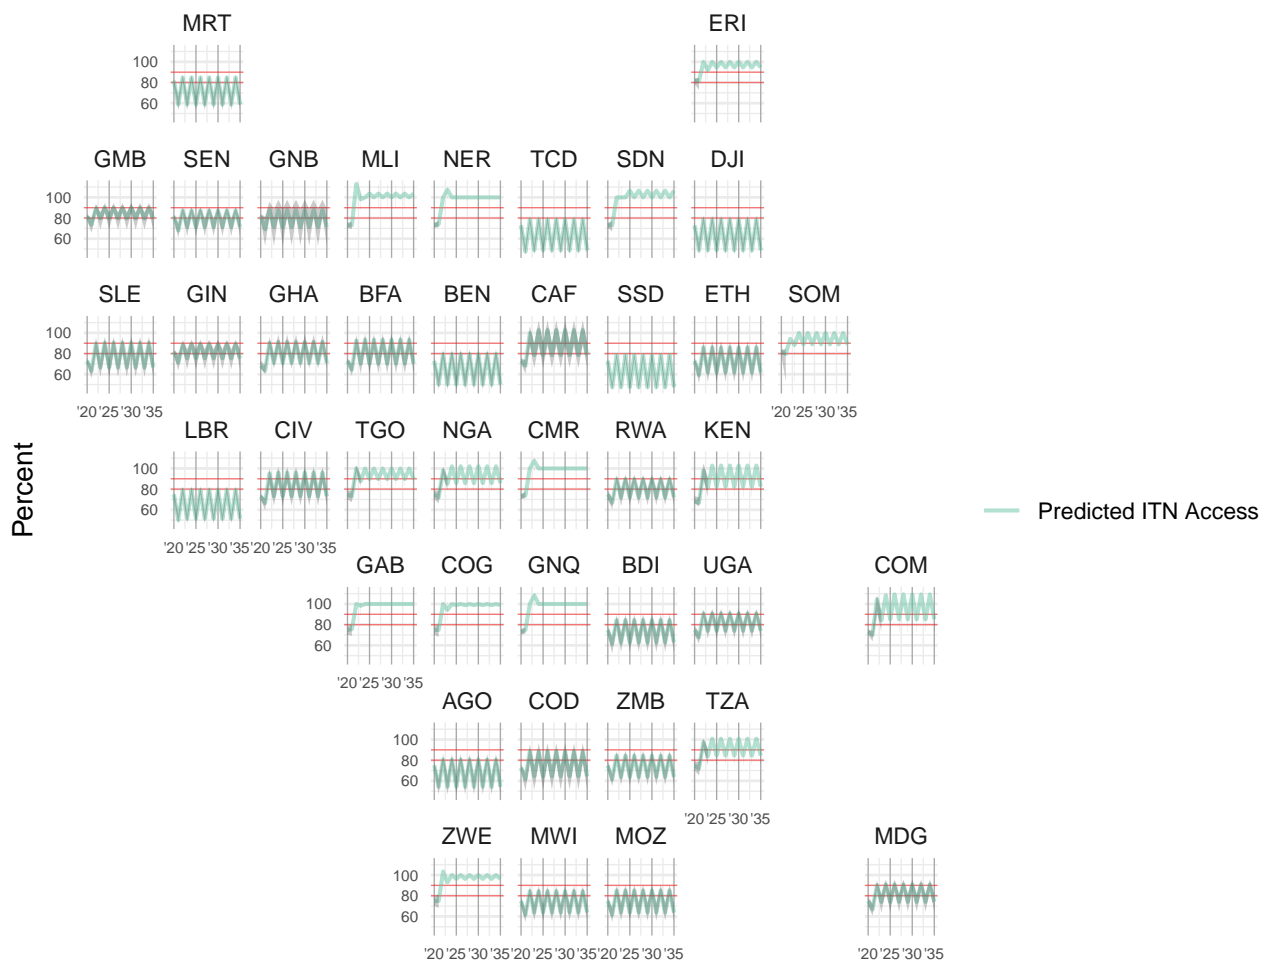 MRT ERI
100
80
60
GMB SEN GNB MLI NER TCD SDN DJI
100
80
60
SLE GIN GHA BFA BEN CAF SSD ETH SOM
100
80
60
'20 '25 '30 '35 '20 '25 '30 '35
LBR CIV TGO NGA CMR RWA KEN
100
80
60
'20 '25 '30 '35 '20 '25 '30 '35
Percent
Predicted ITN Access
GAB COG GNQ BDI UGA COM
100
80
60
'20 '25 '30 '35 '20 '25 '30 '35
AGO COD ZMB TZA
100
80
60
'20 '25 '30 '35
ZWE MWI MOZ MDG
100
80
60
'20 '25 '30 '35 '20 '25 '30 '35 '20 '25 '30 '35 '20 '25 '30 '35